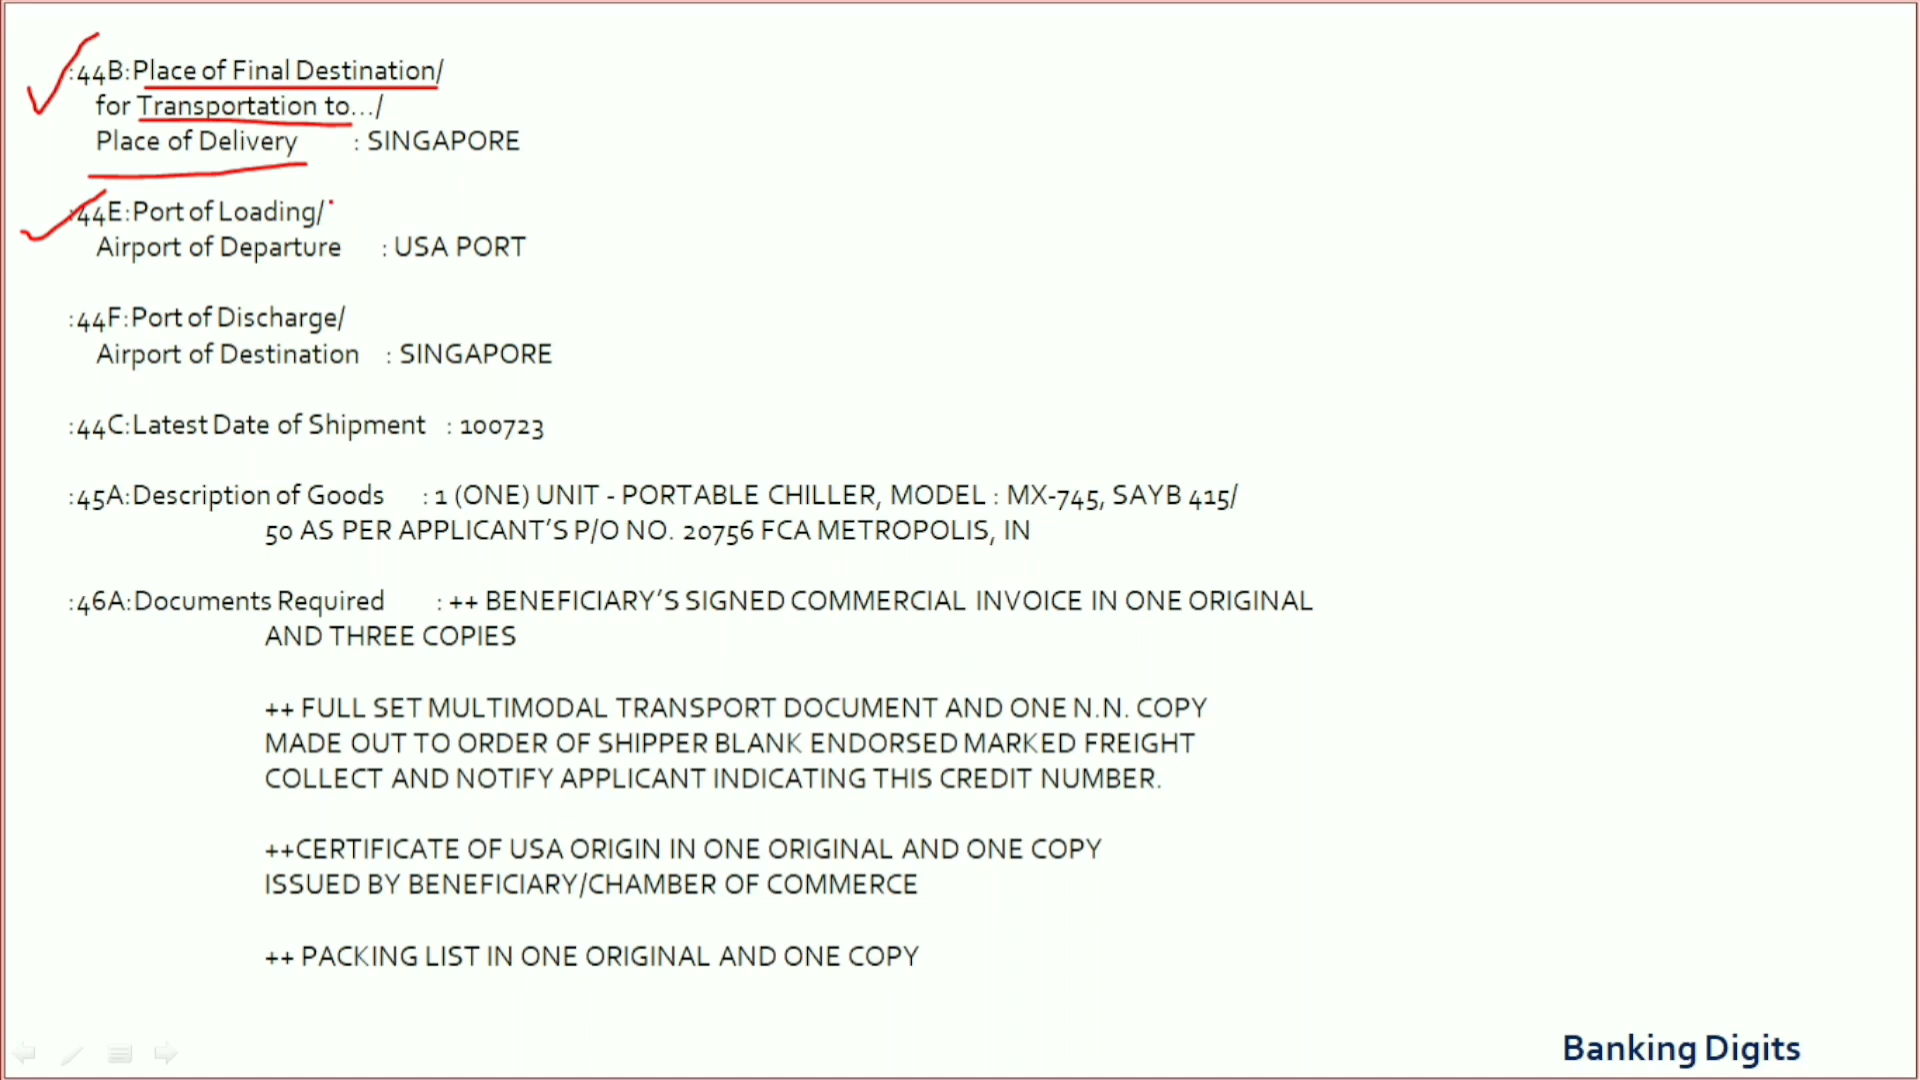 :44B:Place of Final Destination/
for Transportation to.../
Place of Delivery : SINGAPORE
:44E:Port of Loading/
Airport of Departure : USA PORT
:44F:Port of Discharge/
Airport of Destination : SINGAPORE
:44C:Latest Date of Shipment : 100723
:45A:Description of Goods : 1 (ONE) UNIT - PORTABLE CHILLER, MODEL : MX-745, SAYB 415/
50 AS PER APPLICANT’S P/O NO. 20756 FCA METROPOLIS, IN
:46A:Documents Required : ++ BENEFICIARY’S SIGNED COMMERCIAL INVOICE IN ONE ORIGINAL
AND THREE COPIES
++ FULL SET MULTIMODAL TRANSPORT DOCUMENT AND ONE N.N. COPY
MADE OUT TO ORDER OF SHIPPER BLANK ENDORSED MARKED FREIGHT
COLLECT AND NOTIFY APPLICANT INDICATING THIS CREDIT NUMBER.
++CERTIFICATE OF USA ORIGIN IN ONE ORIGINAL AND ONE COPY
ISSUED BY BENEFICIARY/CHAMBER OF COMMERCE
++ PACKING LIST IN ONE ORIGINAL AND ONE COPY
Banking Digits